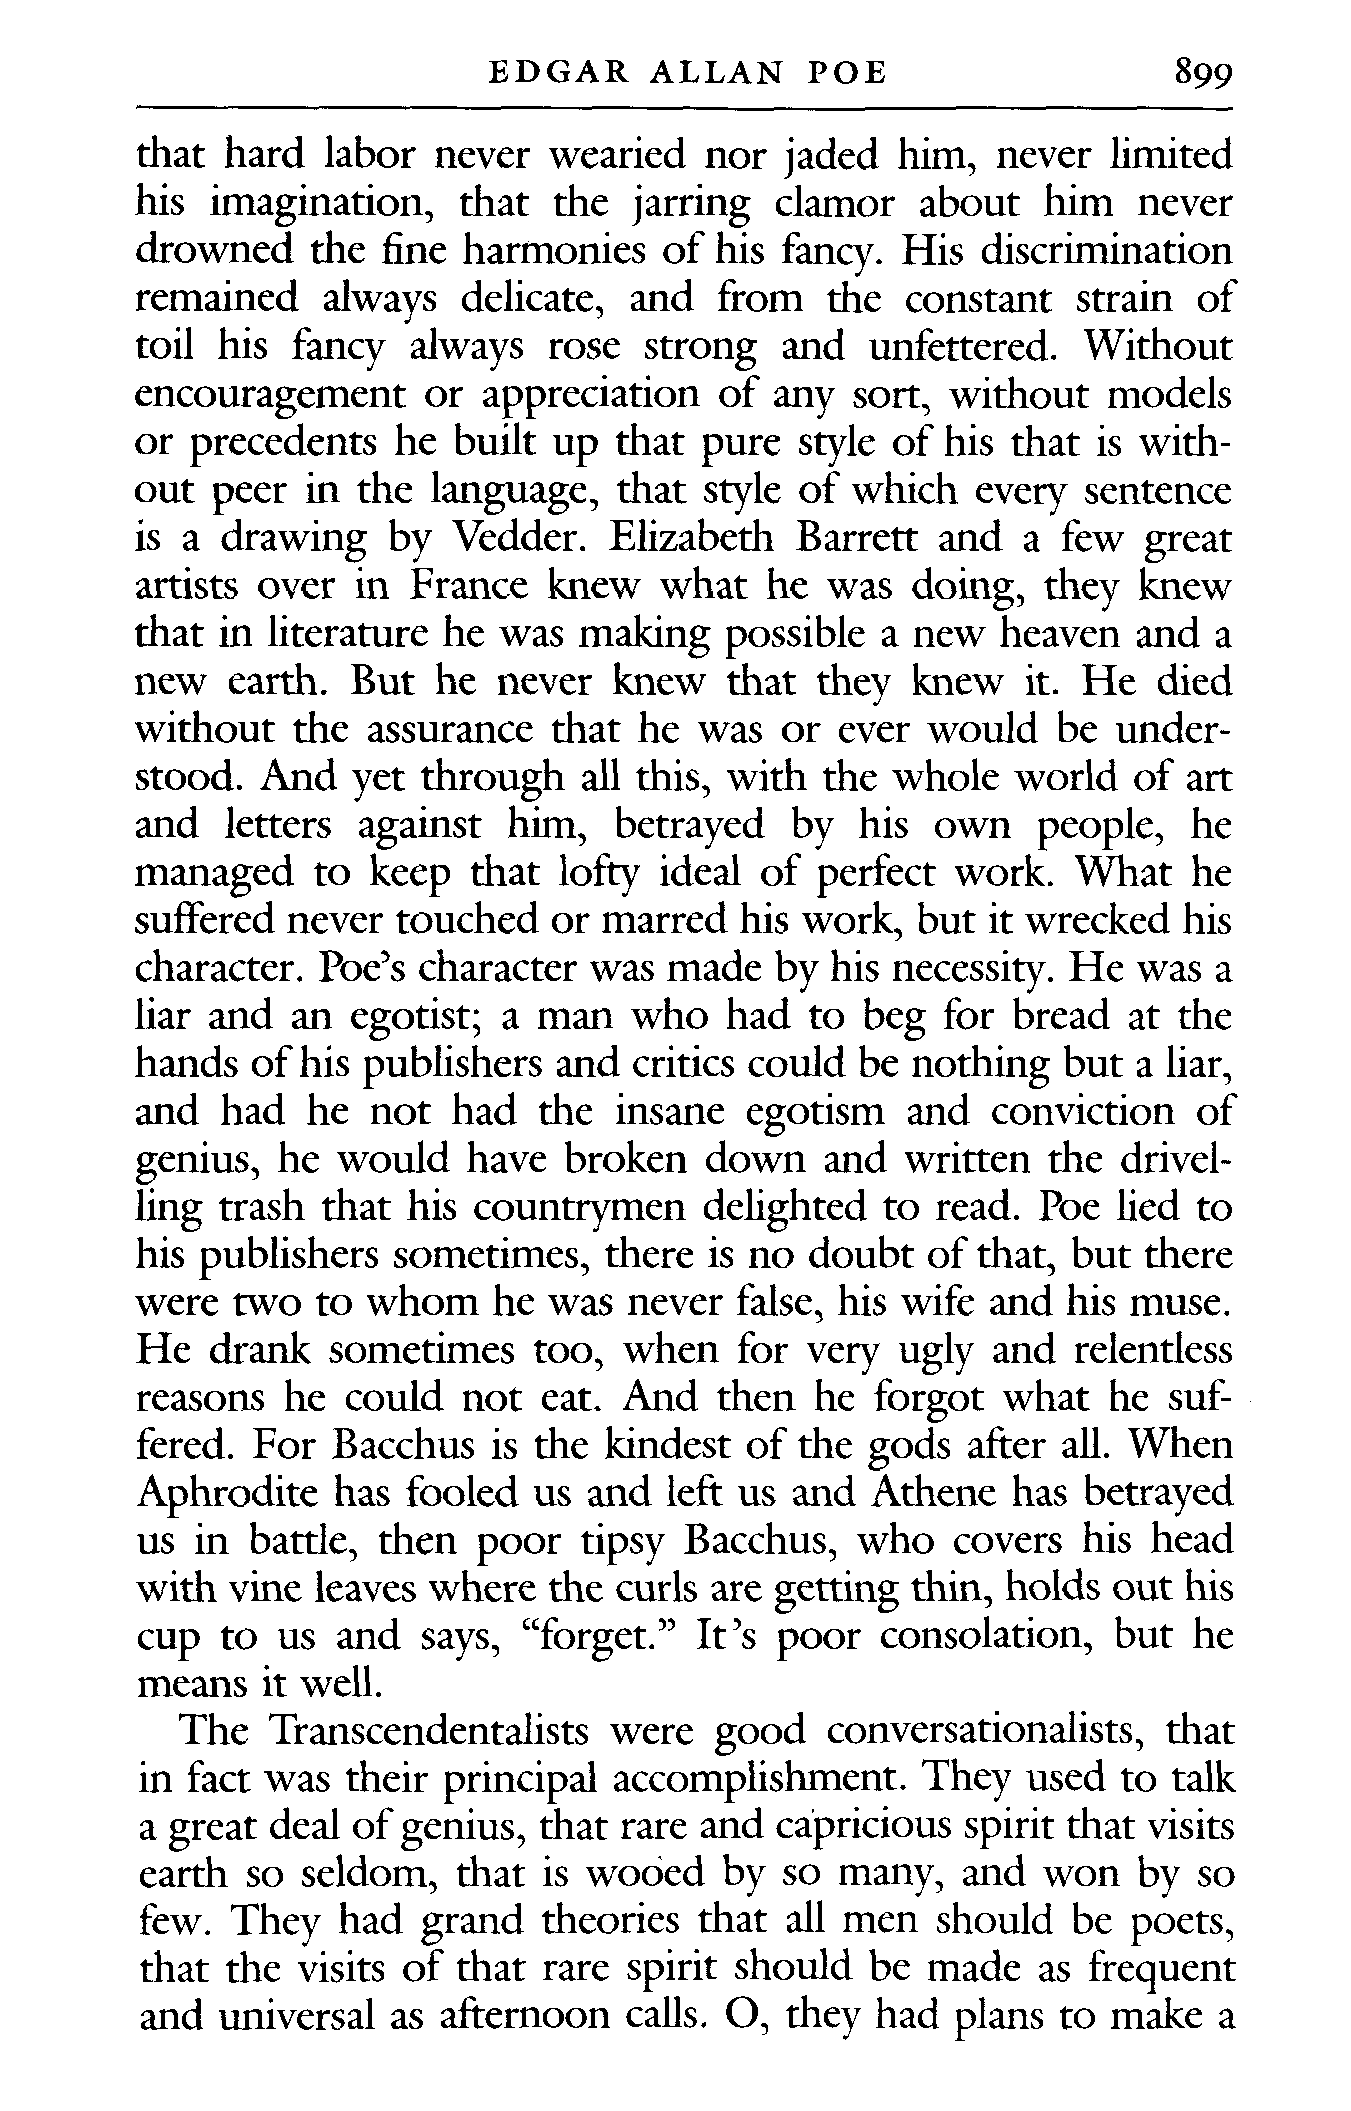 EDGAR ALLAN POE 899
that hard labor never wearied nor jaded him, never limited
his imagination, that the jarring clamor about him never
drowned the fine harmonies of his fancy. His discrimination
remained always delicate, and from the constant strain of
toil his fancy always rose strong and unfettered. Without
encouragement or appreciation of any sort, without models
or precedents he built up that pure style of his that is with-
out peer in the language, that style of which every sentence
is a drawing by Vedder. Elizabeth Barrett and a few great
artists over in France knew what he was doing, they knew
that in literature he was making possible a new heaven and a
new earth. But he never knew that they knew it. He died
without the assurance that he was or ever would be under-
stood. And yet through all this, with the whole world of art
and letters against him, betrayed by his own people, he
managed to keep that lofty ideal of perfect work. What he
suffered never touched or marred his work, but it wrecked his
character. Poe's character was made by his necessity. He was a
liar and an egotist; a man who had to beg for bread at the
hands of his publishers and critics could be nothing but a liar,
and had he not had the insane egotism and conviction of
genius, he would have broken down and written the drivel-
ling trash that his countrymen delighted to read. Poe lied to
his publishers sometimes, there is no doubt of that, but there
were two to whom he was never false, his wife and his muse.
He drank sometimes too, when for very ugly and relentless
reasons he could not eat. And then he forgot what he suf-
fered. For Bacchus is the kindest of the gods after all. When
Aphrodite has fooled us and left us and Athene has betrayed
us in battle, then poor tipsy Bacchus, who covers his head
with vine leaves where the curls are getting thin, holds out his
cup to us and says, "forget." It's poor consolation, but he
means it well.
The Transcendentalists were good conversationalists, that
in fact was their principal accomplishment. They used to talk
a great deal of genius, that rare and capricious spirit that visits
earth so seldom, that is wooed by so many, and won by so
few. They had grand theories that all men should be poets,
that the visits of that rare spirit should be made as frequent
and universal as afternoon calls. O, they had plans to make a